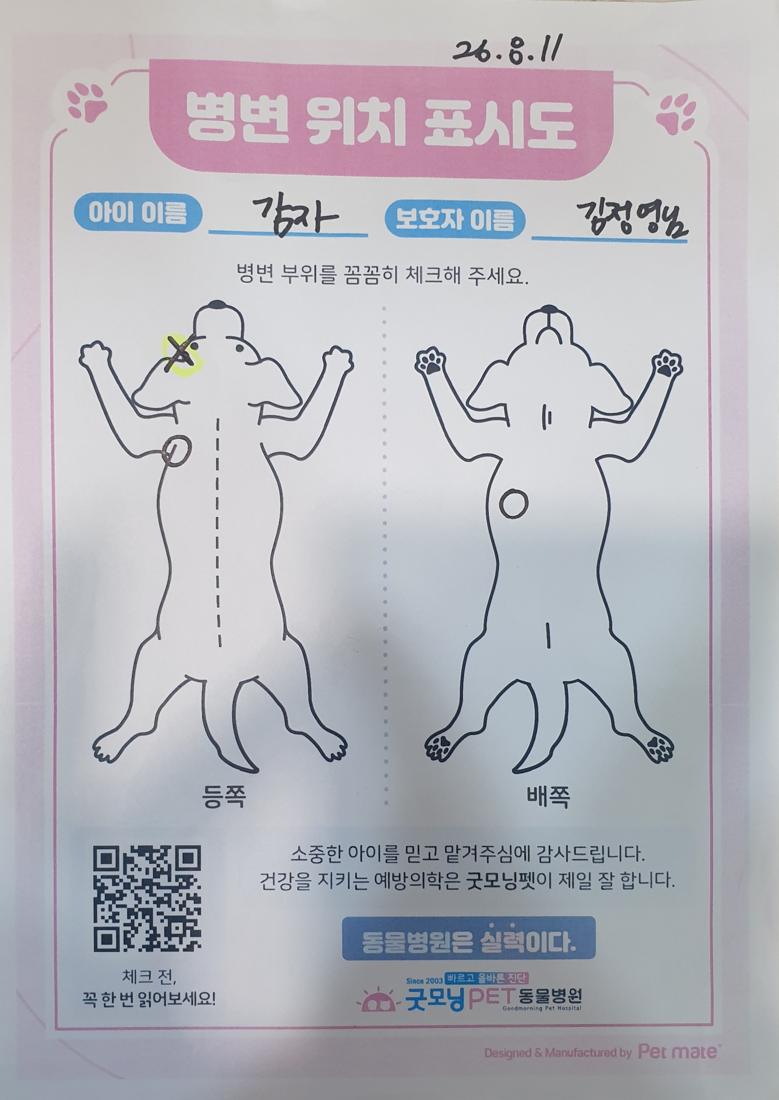 26.8.11
병변 위치 표시도
아이 이름 감자 보호자 이름 김정영님
병변 부위를 꼼꼼히 체크해 주세요.
등쪽 배쪽
소중한 아이를 믿고 맡겨주심에 감사드립니다.
건강을 지키는 예방의학은 굿모닝펫이 제일 잘 합니다.
동물병원은 실력이다.
체크 전,
꼭 한 번 읽어보세요!
Since 2003 빠르고 올바른 진단
굿모닝PET동물병원
Goodmorning Pet Hospital
Designed & Manufactured by Pet mate